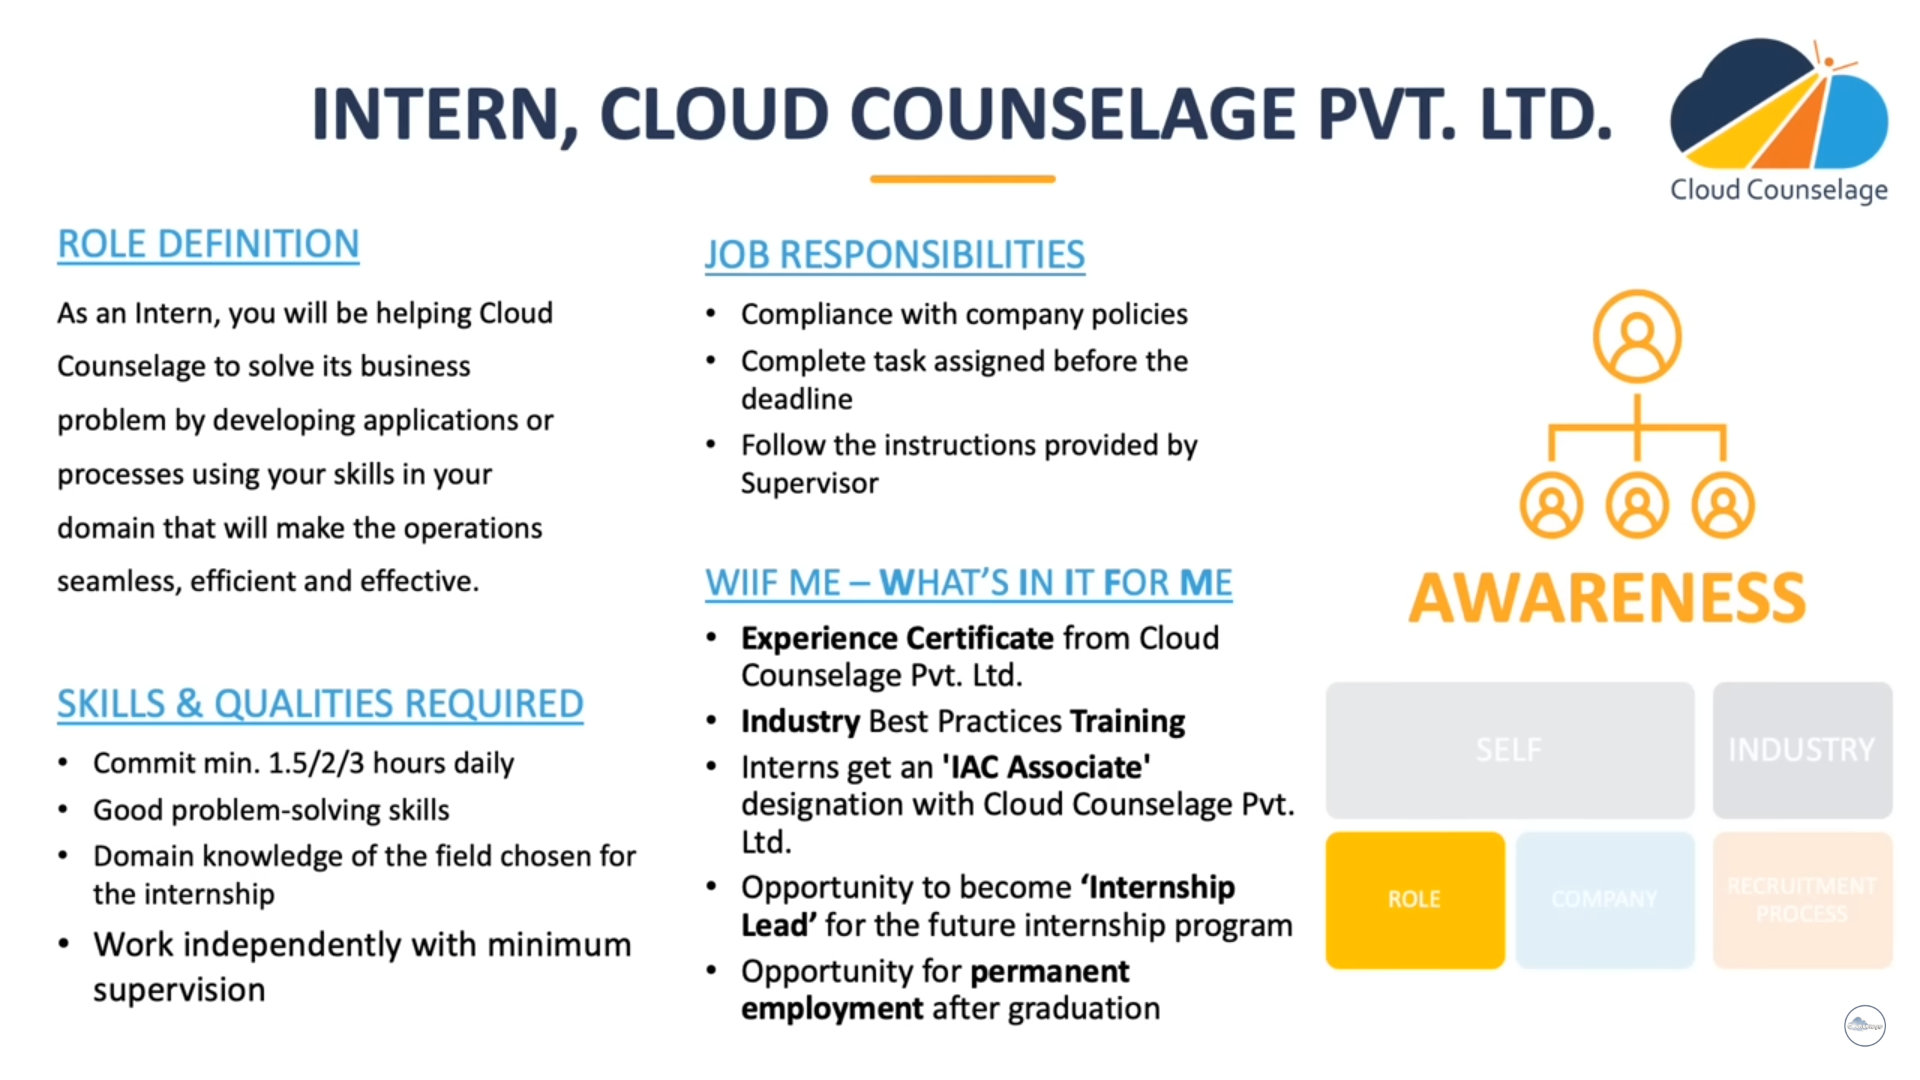 INTERN, CLOUD COUNSELAGE PVT. LTD.
Cloud Counselage
ROLE DEFINITION
As an Intern, you will be helping Cloud
Counselage to solve its business
problem by developing applications or
processes using your skills in your
domain that will make the operations
seamless, efficient and effective.
SKILLS & QUALITIES REQUIRED
• Commit min. 1.5/2/3 hours daily
• Good problem-solving skills
• Domain knowledge of the field chosen for
the internship
• Work independently with minimum
supervision
JOB RESPONSIBILITIES
• Compliance with company policies
• Complete task assigned before the
deadline
• Follow the instructions provided by
Supervisor
WIIF ME – WHAT’S IN IT FOR ME
• Experience Certificate from Cloud
Counselage Pvt. Ltd.
• Industry Best Practices Training
• Interns get an 'IAC Associate'
designation with Cloud Counselage Pvt.
Ltd.
• Opportunity to become ‘Internship
Lead’ for the future internship program
• Opportunity for permanent
employment after graduation
AWARENESS
SELF
INDUSTRY
ROLE
COMPANY
RECRUITMENT
PROCESS